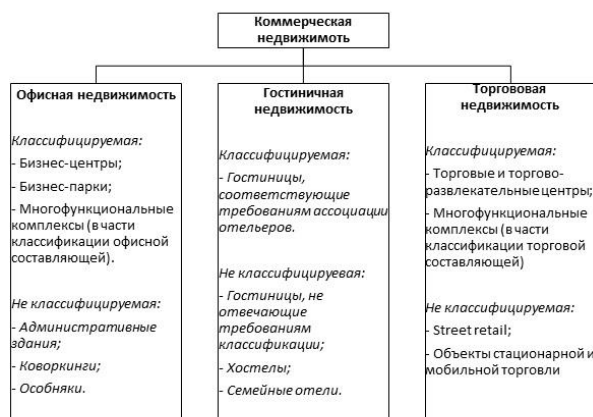 Коммерческая
недвижимоть
Офисная недвижимость
Классифицируемая:
- Бизнес-центры;
- Бизнес-парки;
- Многофункциональные
комплексы (в части
классификации офисной
составляющей).
Не классифицируемая:
- Административные
здания;
- Коворкинги;
- Особняки.
Гостиничная
недвижимость
Классифицируемая:
- Гостиницы,
соответствующие
требованиям ассоциации
отельеров.
Не классифицируевая:
- Гостиницы, не
отвечающие
требованиям
классификации;
- Хостелы;
- Семейные отели.
Торгововая
недвижимость
Классифицируемая:
- Торговые и торгово-
развлекательные центры;
- Многофункциональные
комплексы (в части
классификации торговой
составляющей)
Не классифицируемая:
- Street retail;
- Объекты стационарной и
мобильной торговли